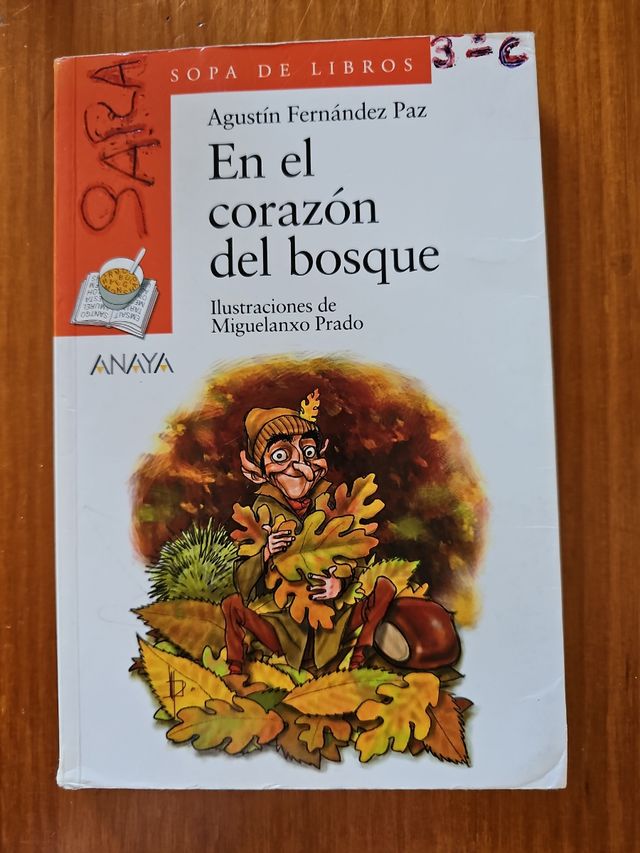 SOPA DE LIBROS
3=C
SARA
Agustín Fernández Paz
En el
corazón
del bosque
Ilustraciones de
Miguelanxo Prado
ANAYA